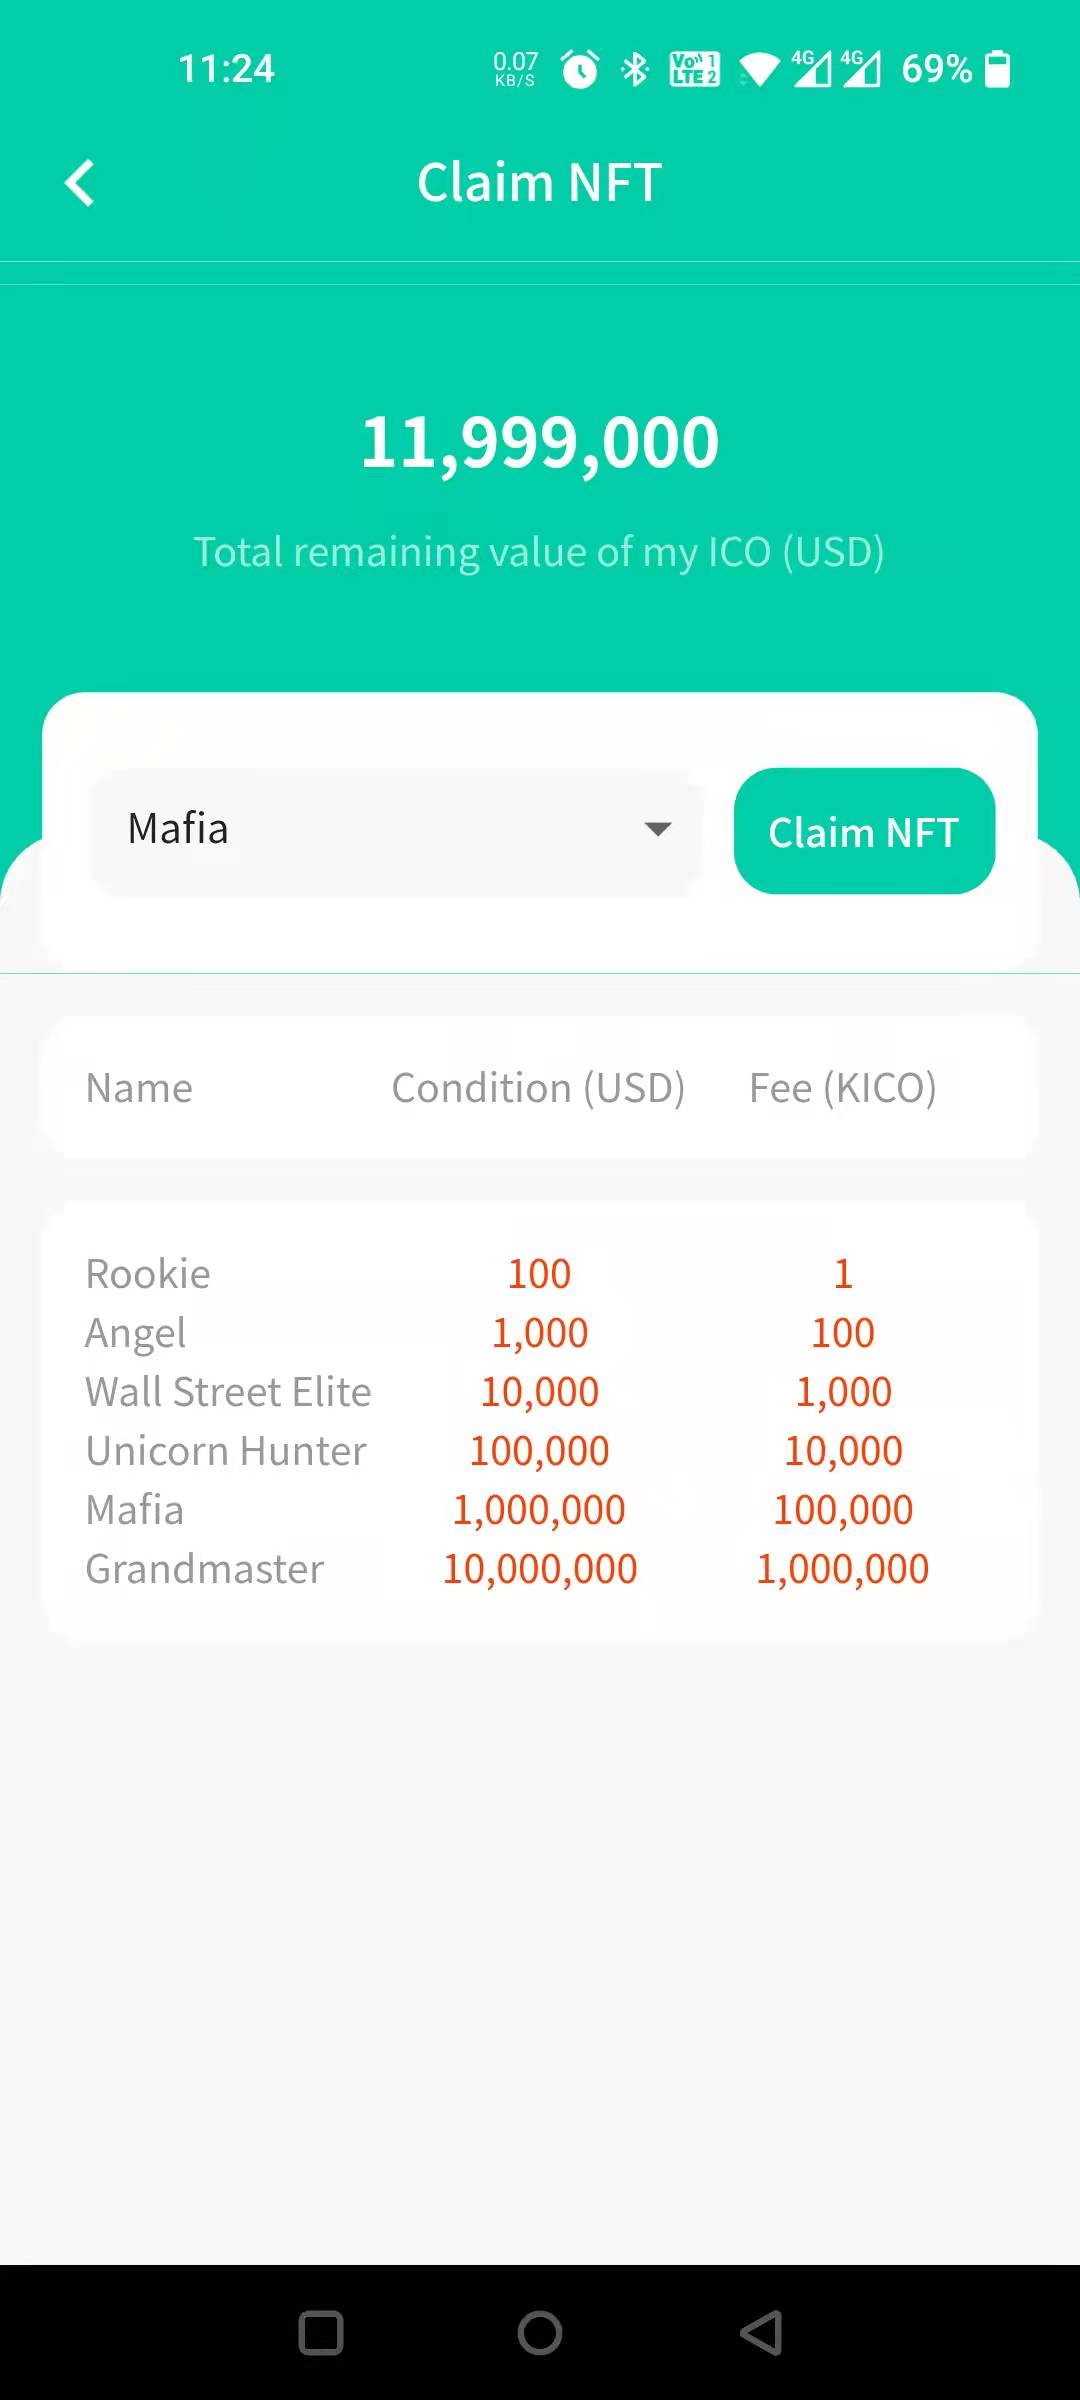 11:24 0.07 KB/S Vo)) 1 LTE 2 4G 4G 69%
Claim NFT
11,999,000
Total remaining value of my ICO (USD)
Mafia Claim NFT
Name Condition (USD) Fee (KICO)
Rookie 100 1
Angel 1,000 100
Wall Street Elite 10,000 1,000
Unicorn Hunter 100,000 10,000
Mafia 1,000,000 100,000
Grandmaster 10,000,000 1,000,000